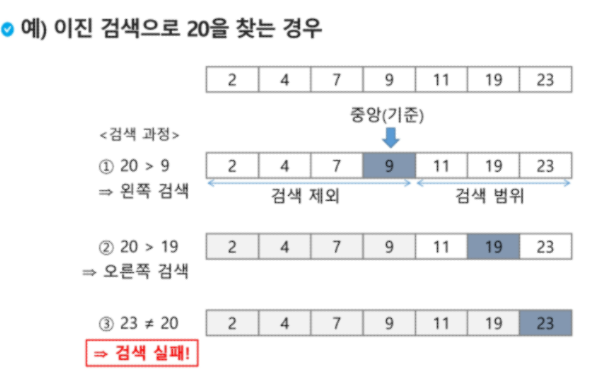 예) 이진 검색으로 20을 찾는 경우
2 4 7 9 11 19 23
중앙(기준)
<검색 과정>
① 20 > 9
2 4 7 9 11 19 23
⇒ 왼쪽 검색
검색 제외
검색 범위
② 20 > 19
2 4 7 9 11 19 23
⇒ 오른쪽 검색
③ 23 ≠ 20
2 4 7 9 11 19 23
⇒ 검색 실패!